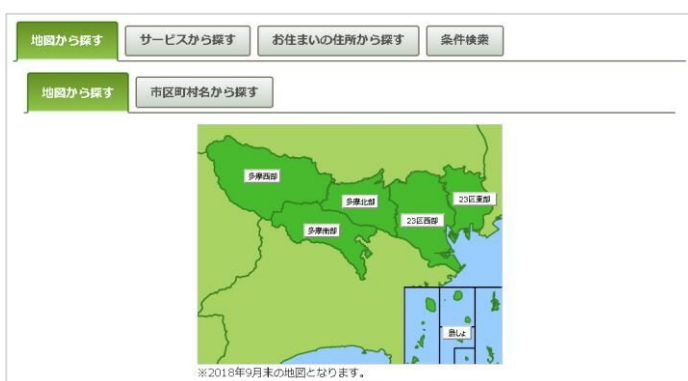 地図から探す サービスから探す お住まいの住所から探す 条件検索
地図から探す 市区町村名から探す
多摩西部
多摩北部
23区東部
23区西部
多摩南部
島しょ
※2018年9月末の地図となります。